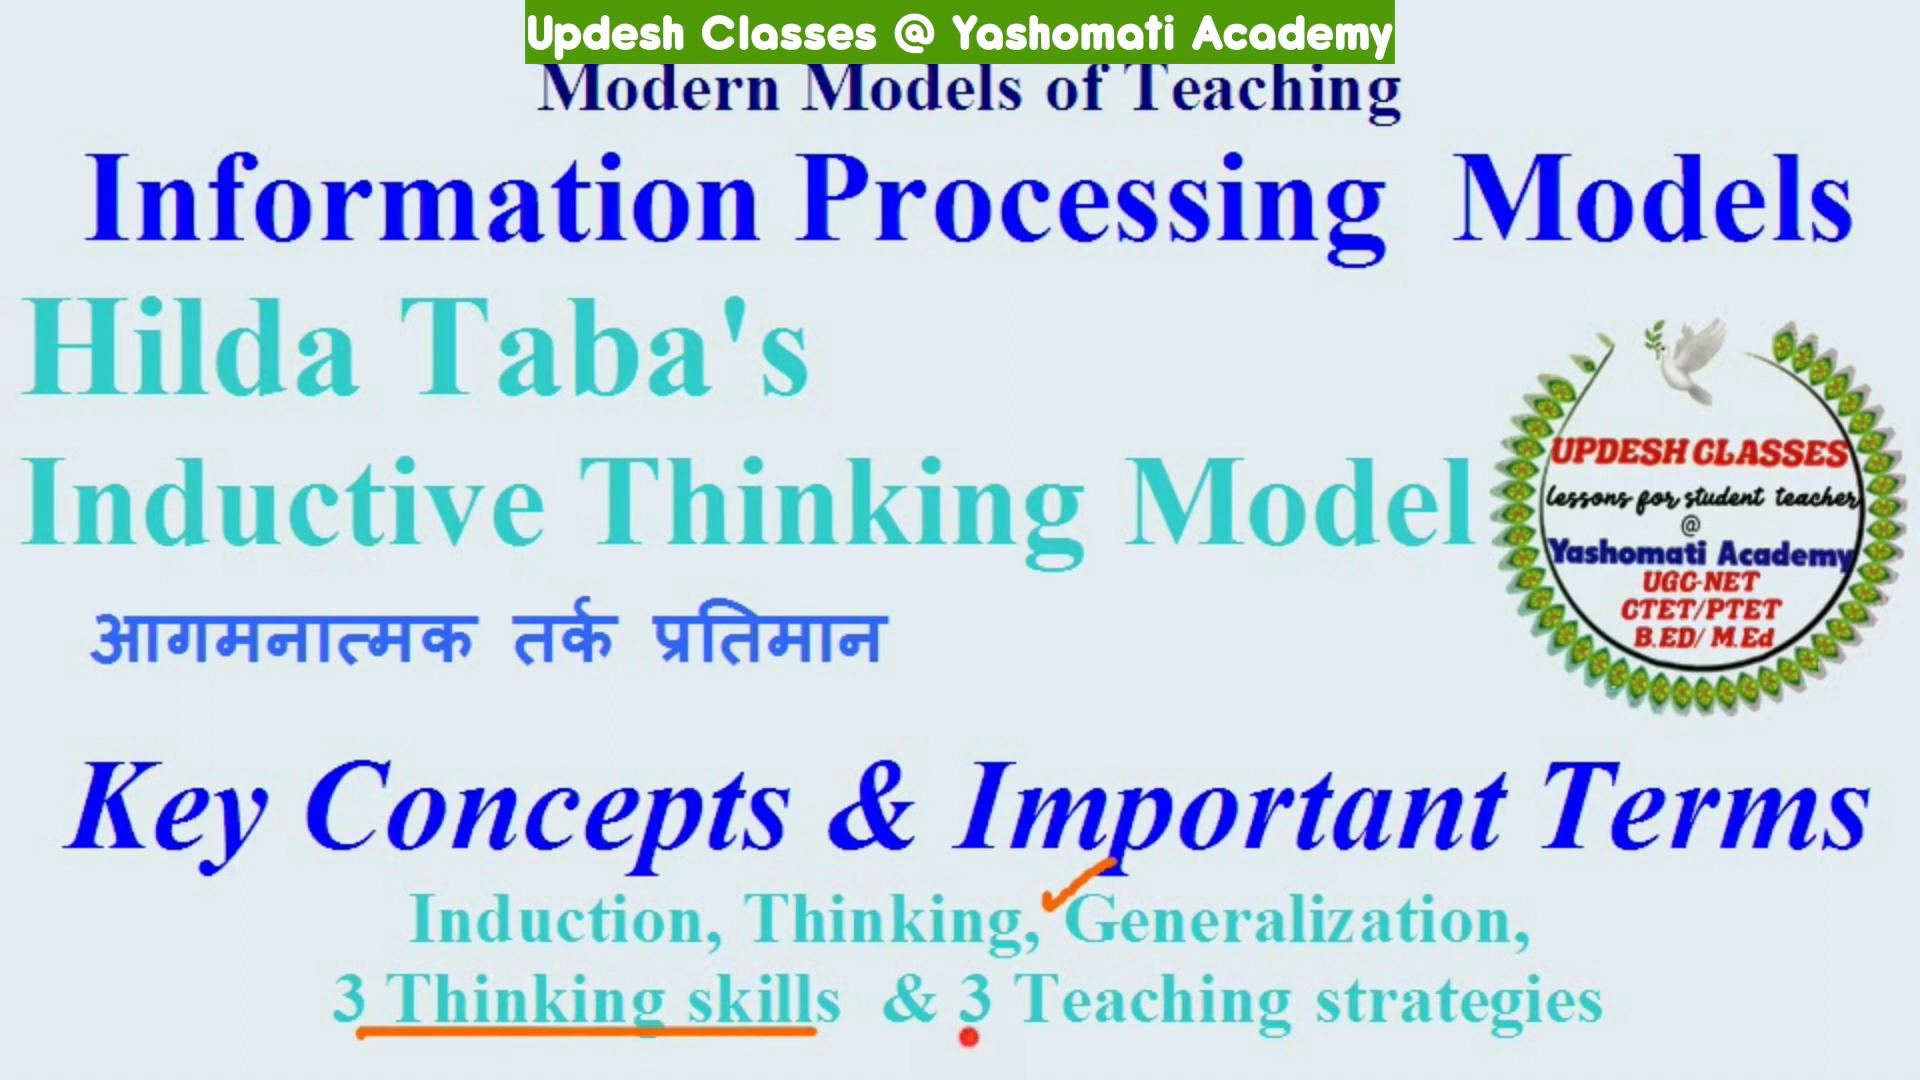 Updesh Classes @ Yashomati Academy
Modern Models of Teaching
Information Processing Models
Hilda Taba's
Inductive Thinking Model
आगमनात्मक तर्क प्रतिमान
UPDESH CLASSES
lessons for student teacher
@
Yashomati Academy
UGC-NET
CTET/PTET
B.ED/ M.Ed
Key Concepts & Important Terms
Induction, Thinking, Generalization,
3 Thinking skills & 3 Teaching strategies